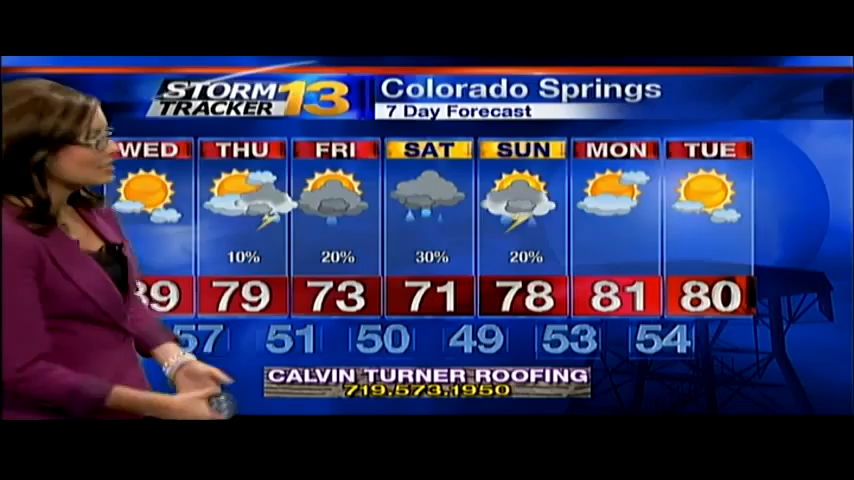 STORM TRACKER 13
Colorado Springs
7 Day Forecast
WED THU FRI SAT SUN MON TUE
10% 20% 30% 20%
79 73 71 78 81 80
57 51 50 49 53 54
CALVIN TURNER ROOFING
719.573.1950